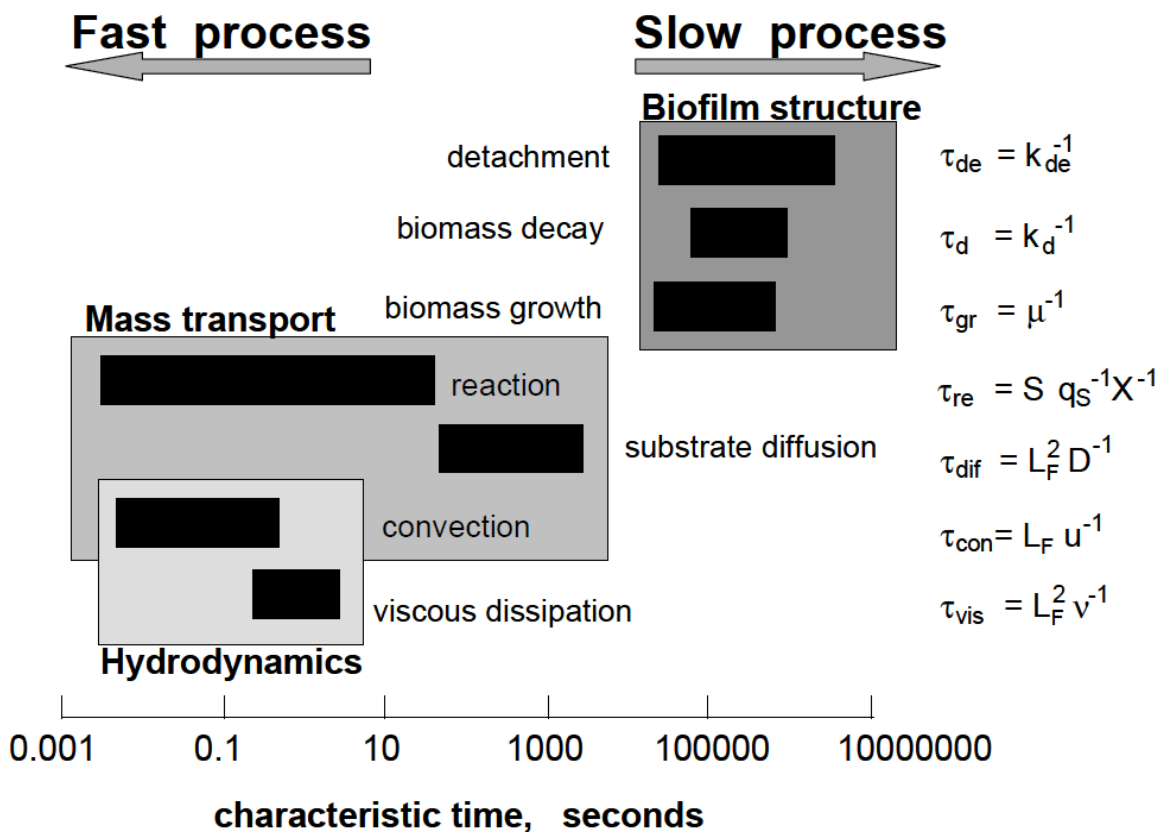 Fast process
Slow process
Biofilm structure
detachment
τde = kde⁻¹
biomass decay
τd = kd⁻¹
biomass growth
τgr = μ⁻¹
Mass transport
reaction
τre = S qS⁻¹X⁻¹
substrate diffusion
τdif = LF² D⁻¹
convection
τcon= LF u⁻¹
viscous dissipation
τvis = LF² ν⁻¹
Hydrodynamics
0.001 0.1 10 1000 100000 10000000
characteristic time, seconds